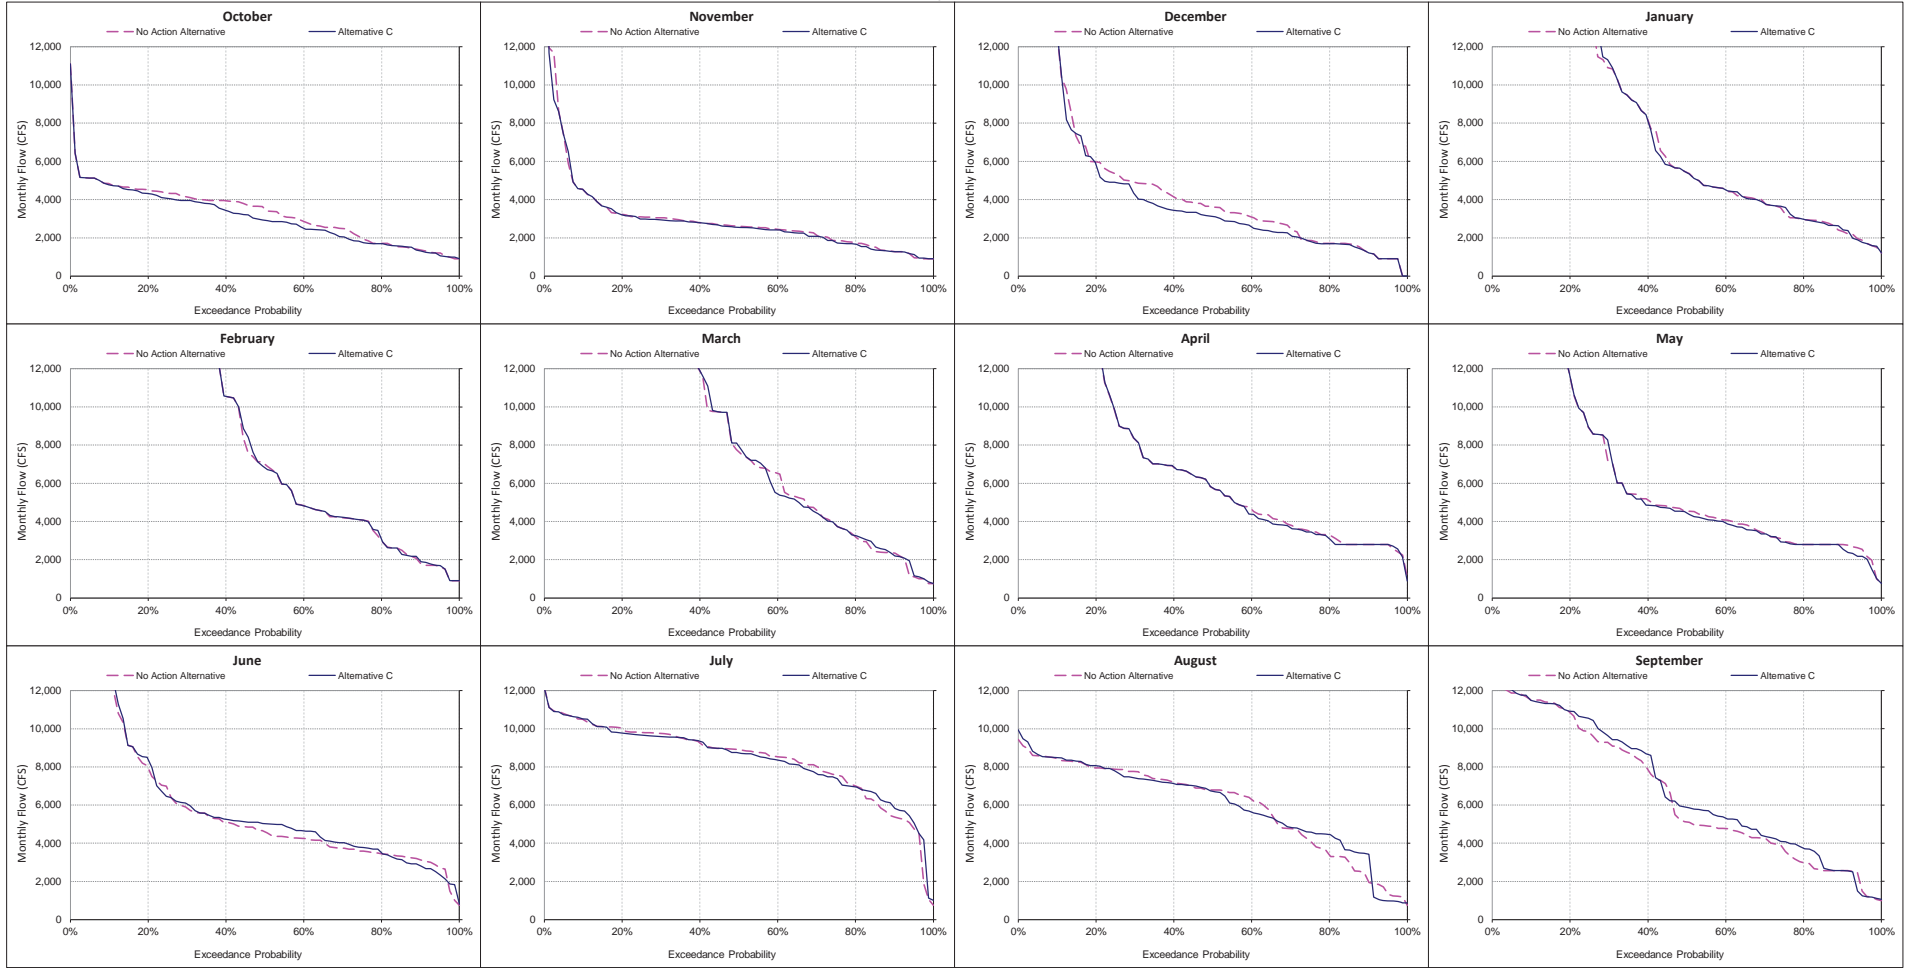 October
No Action Alternative Alternative C
Monthly Flow (CFS)
12,000
10,000
8,000
6,000
4,000
2,000
0
0% 20% 40% 60% 80% 100%
Exceedance Probability
November
No Action Alternative Alternative C
Monthly Flow (CFS)
12,000
10,000
8,000
6,000
4,000
2,000
0
0% 20% 40% 60% 80% 100%
Exceedance Probability
December
No Action Alternative Alternative C
Monthly Flow (CFS)
12,000
10,000
8,000
6,000
4,000
2,000
0
0% 20% 40% 60% 80% 100%
Exceedance Probability
January
No Action Alternative Alternative C
Monthly Flow (CFS)
12,000
10,000
8,000
6,000
4,000
2,000
0
0% 20% 40% 60% 80% 100%
Exceedance Probability
February
No Action Alternative Alternative C
Monthly Flow (CFS)
12,000
10,000
8,000
6,000
4,000
2,000
0
0% 20% 40% 60% 80% 100%
Exceedance Probability
March
No Action Alternative Alternative C
Monthly Flow (CFS)
12,000
10,000
8,000
6,000
4,000
2,000
0
0% 20% 40% 60% 80% 100%
Exceedance Probability
April
No Action Alternative Alternative C
Monthly Flow (CFS)
12,000
10,000
8,000
6,000
4,000
2,000
0
0% 20% 40% 60% 80% 100%
Exceedance Probability
May
No Action Alternative Alternative C
Monthly Flow (CFS)
12,000
10,000
8,000
6,000
4,000
2,000
0
0% 20% 40% 60% 80% 100%
Exceedance Probability
June
No Action Alternative Alternative C
Monthly Flow (CFS)
12,000
10,000
8,000
6,000
4,000
2,000
0
0% 20% 40% 60% 80% 100%
Exceedance Probability
July
No Action Alternative Alternative C
Monthly Flow (CFS)
12,000
10,000
8,000
6,000
4,000
2,000
0
0% 20% 40% 60% 80% 100%
Exceedance Probability
August
No Action Alternative Alternative C
Monthly Flow (CFS)
12,000
10,000
8,000
6,000
4,000
2,000
0
0% 20% 40% 60% 80% 100%
Exceedance Probability
September
No Action Alternative Alternative C
Monthly Flow (CFS)
12,000
10,000
8,000
6,000
4,000
2,000
0
0% 20% 40% 60% 80% 100%
Exceedance Probability